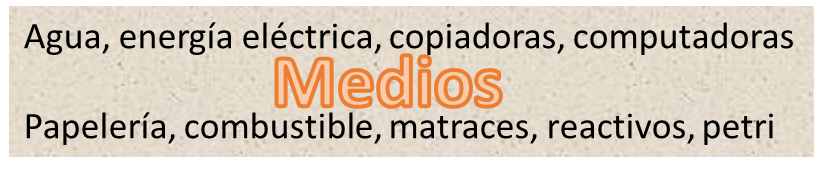 Agua, energía eléctrica, copiadoras, computadoras
Medios
Papelería, combustible, matraces, reactivos, petri